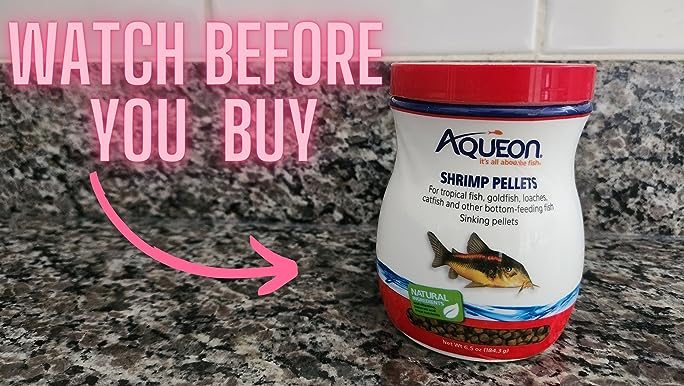 WATCH BEFORE
YOU BUY
AQUEON
it's all about the fish
SHRIMP PELLETS
For tropical fish, goldfish, loaches,
catfish and other bottom-feeding fish
Sinking pellets
NATURAL
INGREDIENTS
Net Wt 6.5 oz (184.3 g)